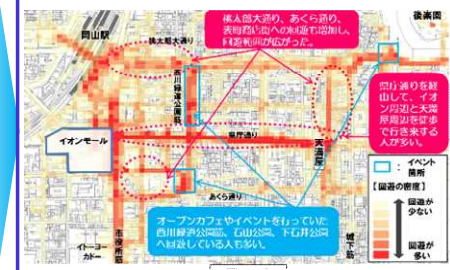 岡山駅
後楽園
桃太郎大通り
桃太郎大通り、あくら通り、
表町商店街への回遊も増加し、
回遊範囲が広がった。
西川緑道公園筋
県庁通りを経
由して、イオ
ン周辺と天満
屋周辺を徒歩
で行き来する
人が多い。
イオンモール
県庁通り
天満屋
あくら通り
市役所筋
イトーヨー
カドー
城下筋
オープンカフェやイベントを行っていた
西川緑道公園筋、石山公園、下石井公園
へ回遊している人も多い。
：イベント
箇所
【回遊の密度】
回遊が
少ない
回遊が
多い